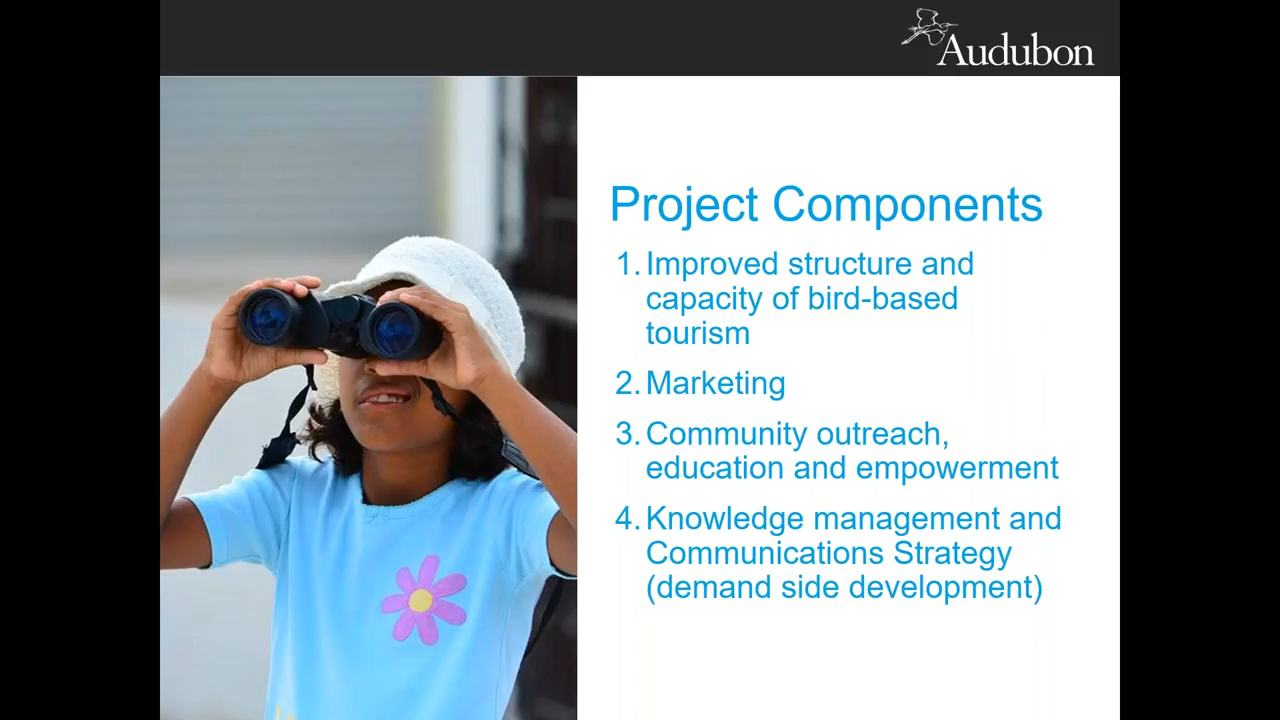 Audubon
Project Components
1. Improved structure and
capacity of bird-based
tourism
2. Marketing
3. Community outreach,
education and empowerment
4. Knowledge management and
Communications Strategy
(demand side development)